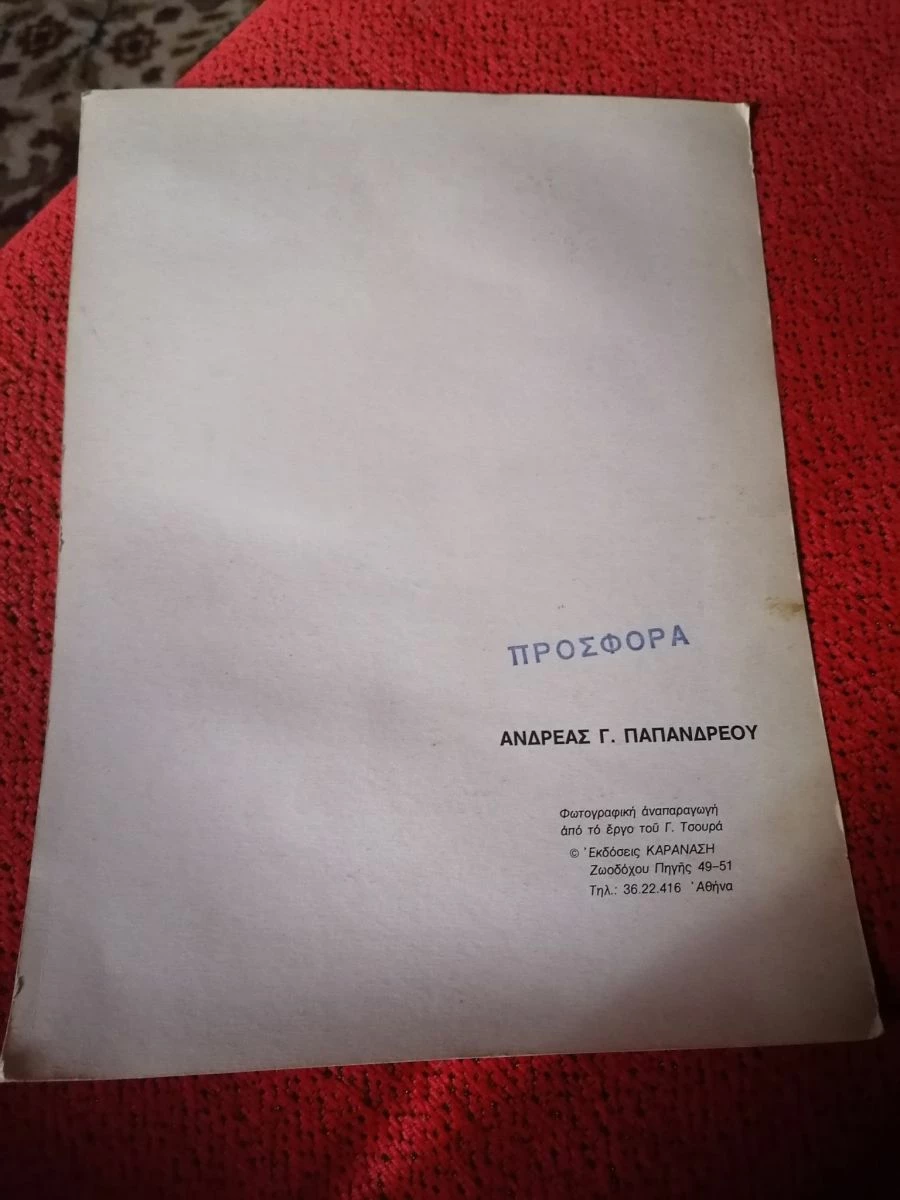 ΠΡΟΣΦΟΡΑ
ΑΝΔΡΕΑΣ Γ. ΠΑΠΑΝΔΡΕΟΥ
Φωτογραφική ἀναπαραγωγή
ἀπό τό ἔργο τοῦ Γ. Τσουρά
© Ἐκδόσεις ΚΑΡΑΝΑΣΗ
Ζωοδόχου Πηγῆς 49–51
Τηλ.: 36.22.416 Ἀθήνα